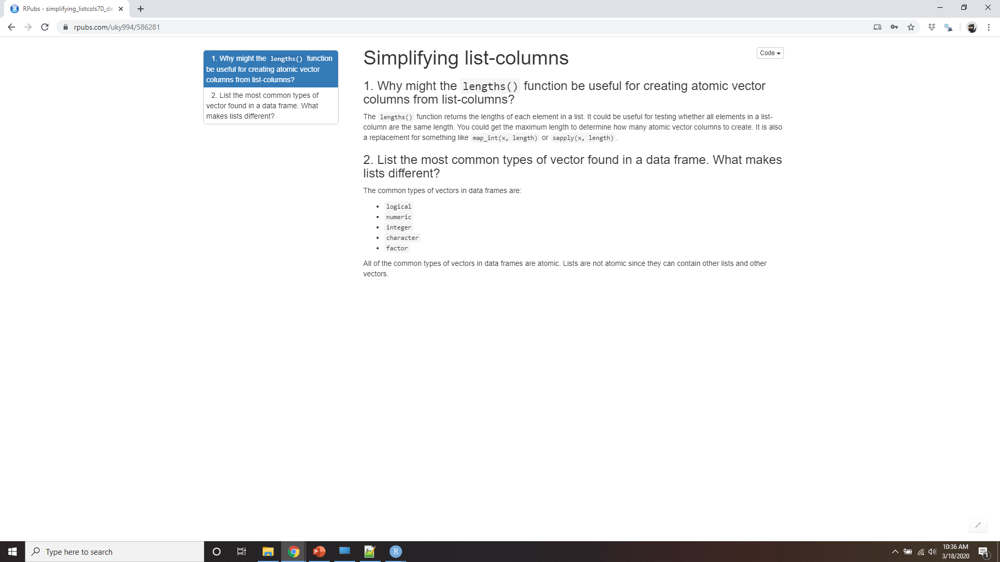 RPubs - simplifying_listcols70_de
rpubs.com/uky994/586281
1. Why might the lengths() function
be useful for creating atomic vector
columns from list-columns?
2. List the most common types of
vector found in a data frame. What
makes lists different?
Simplifying list-columns
Code
1. Why might the lengths() function be useful for creating atomic vector
columns from list-columns?
The lengths() function returns the lengths of each element in a list. It could be useful for testing whether all elements in a list-
column are the same length. You could get the maximum length to determine how many atomic vector columns to create. It is also
a replacement for something like map_int(x, length) or sapply(x, length) .
2. List the most common types of vector found in a data frame. What makes
lists different?
The common types of vectors in data frames are:
• logical
• numeric
• integer
• character
• factor
All of the common types of vectors in data frames are atomic. Lists are not atomic since they can contain other lists and other
vectors.
Type here to search
10:36 AM
3/18/2020
1